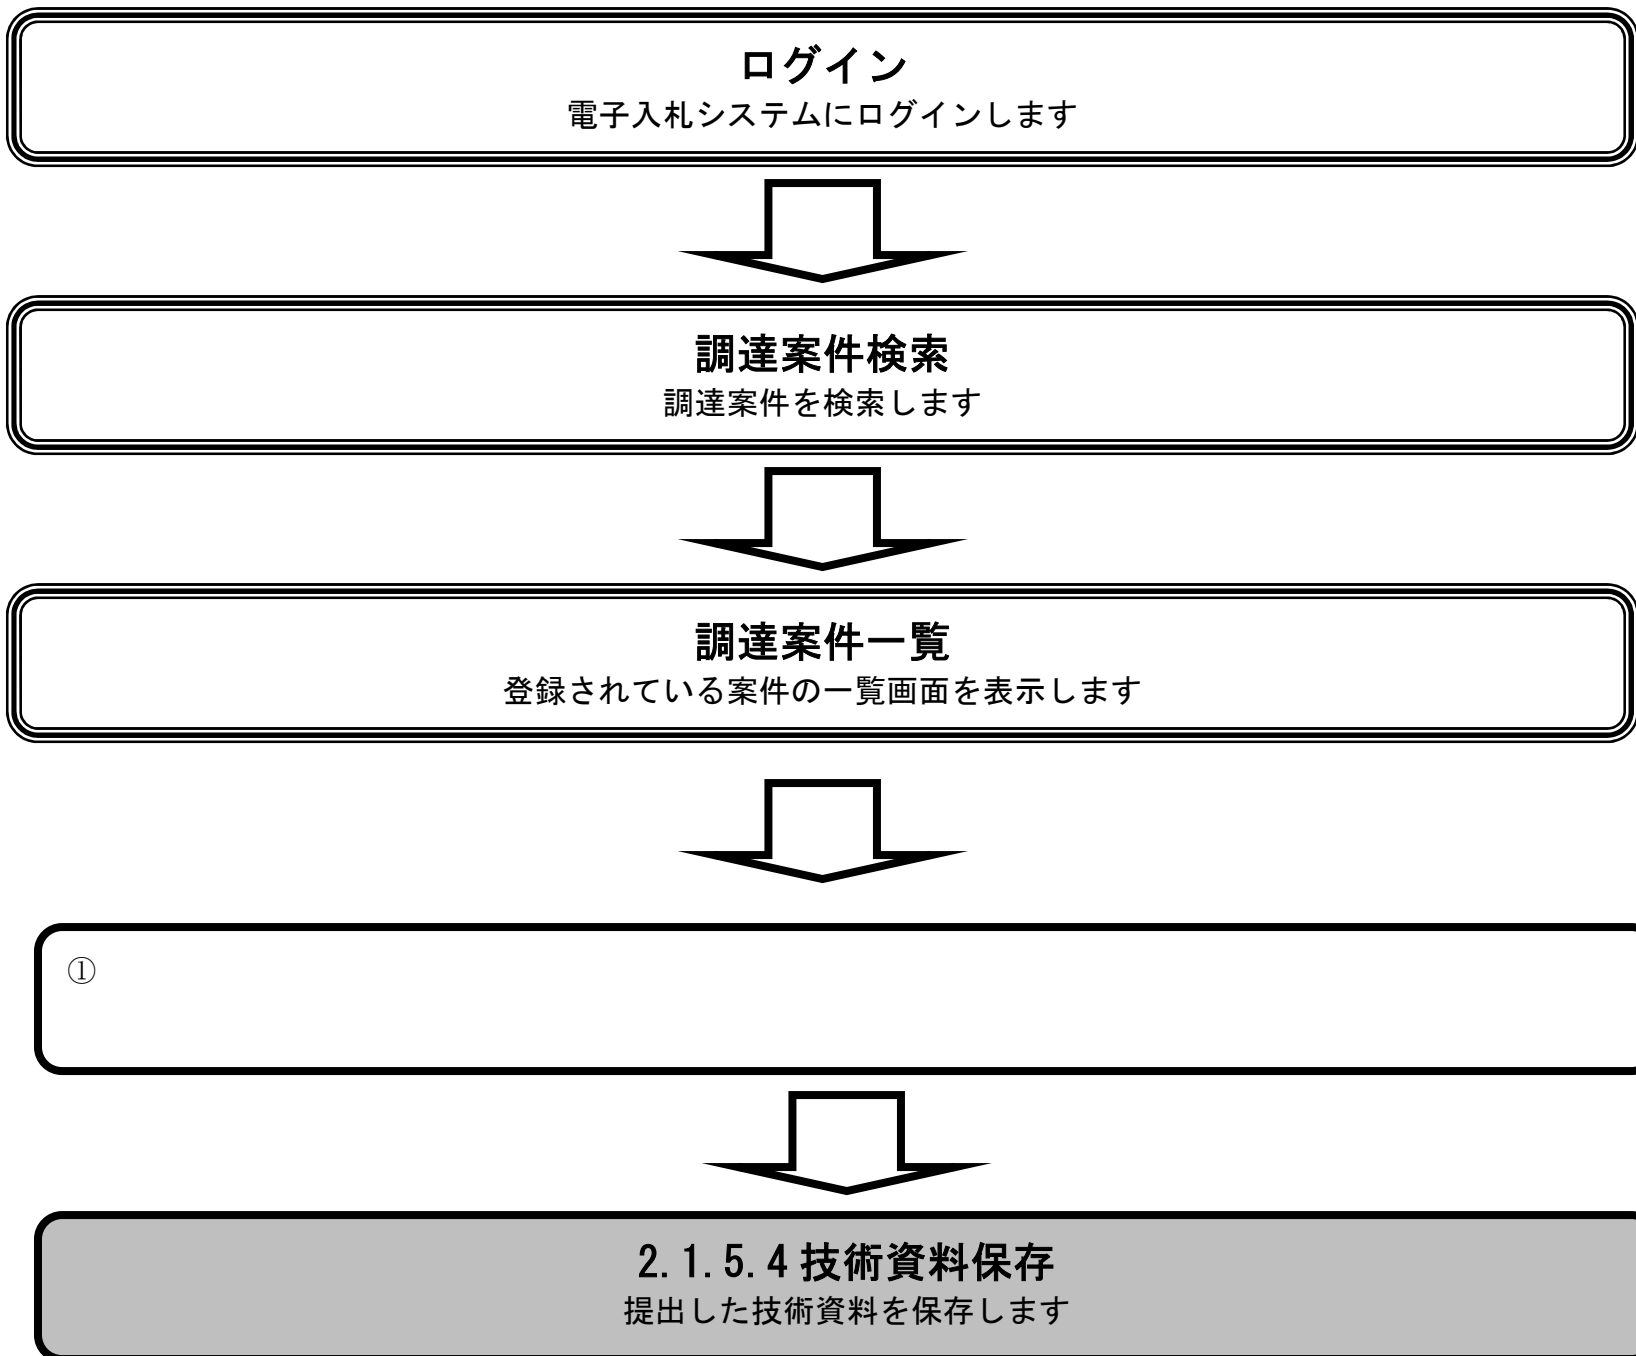 ログイン
電子入札システムにログインします
調達案件検索
調達案件を検索します
調達案件一覧
登録されている案件の一覧画面を表示します
①
2.1.5.4 技術資料保存
提出した技術資料を保存します